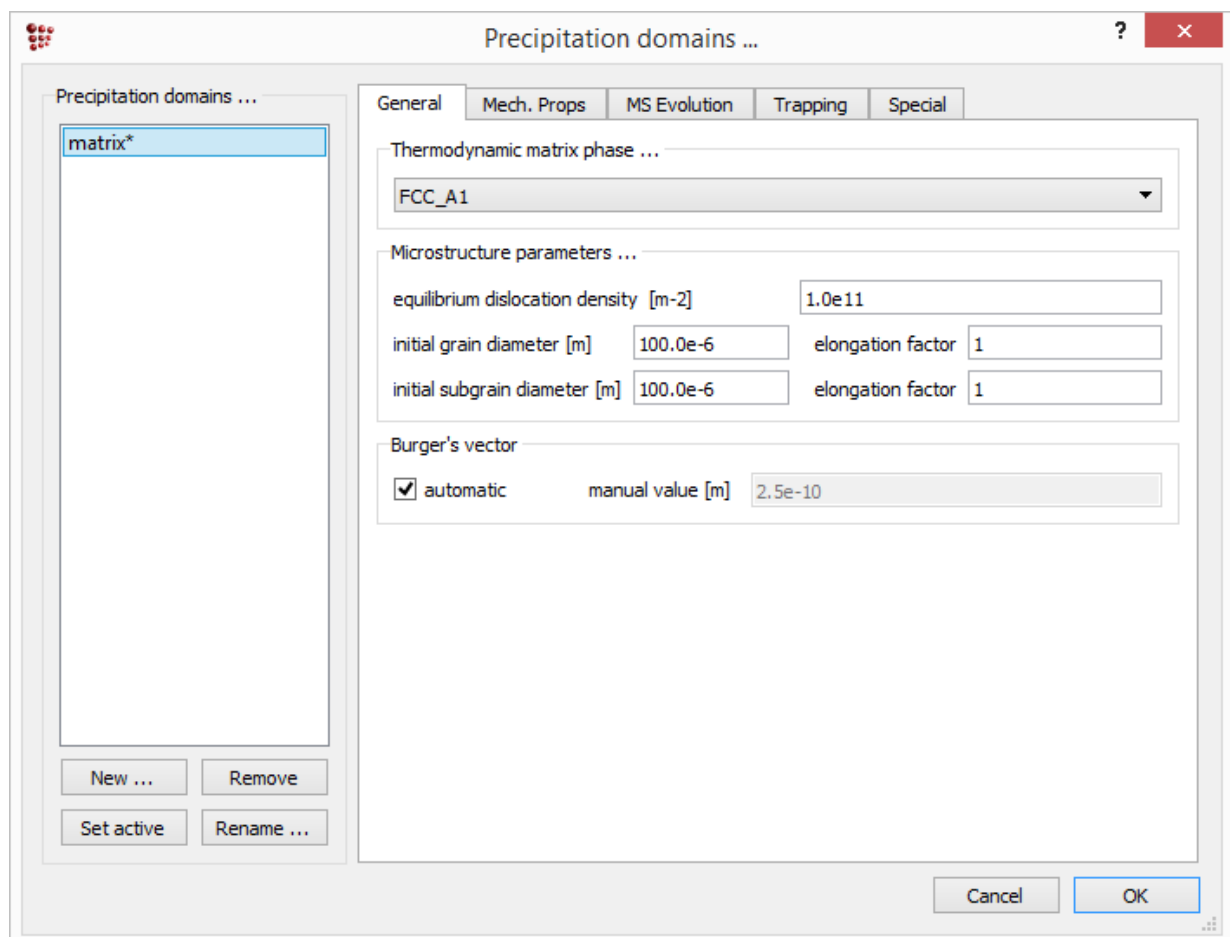 Precipitation domains ...
?
Precipitation domains ...
matrix*
New ...
Remove
Set active
Rename ...
General
Mech. Props
MS Evolution
Trapping
Special
Thermodynamic matrix phase ...
FCC_A1
Microstructure parameters ...
equilibrium dislocation density [m-2] 1.0e11
initial grain diameter [m] 100.0e-6 elongation factor 1
initial subgrain diameter [m] 100.0e-6 elongation factor 1
Burger's vector
automatic manual value [m] 2.5e-10
Cancel
OK